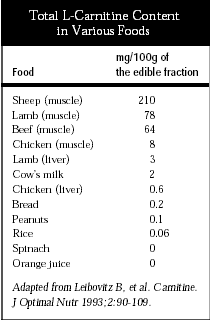 Total L-Carnitine Content
in Various Foods
mg/100g of
Food the edible fraction
Sheep (muscle) 210
Lamb (muscle) 78
Beef (muscle) 64
Chicken (muscle) 8
Lamb (liver) 3
Cow's milk 2
Chicken (liver) 0.6
Bread 0.2
Peanuts 0.1
Rice 0.06
Spinach 0
Orange juice 0
Adapted from Leibovitz B, et al. Carnitine.
J Optimal Nutr 1993;2:90-109.